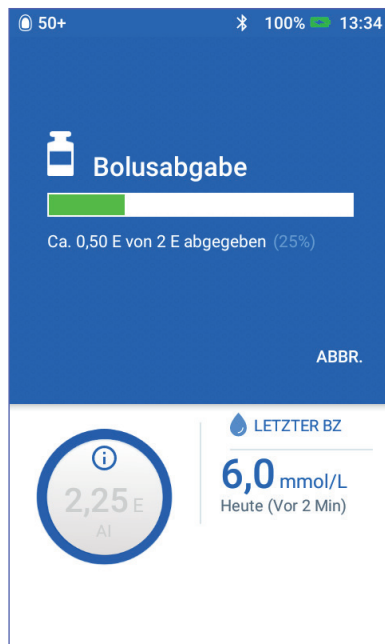 50+ 100% 13:34
Bolusabgabe
Ca. 0,50 E von 2 E abgegeben (25%)
ABBR.
LETZTER BZ
6,0 mmol/L
Heute (Vor 2 Min)
2,25 E
AI